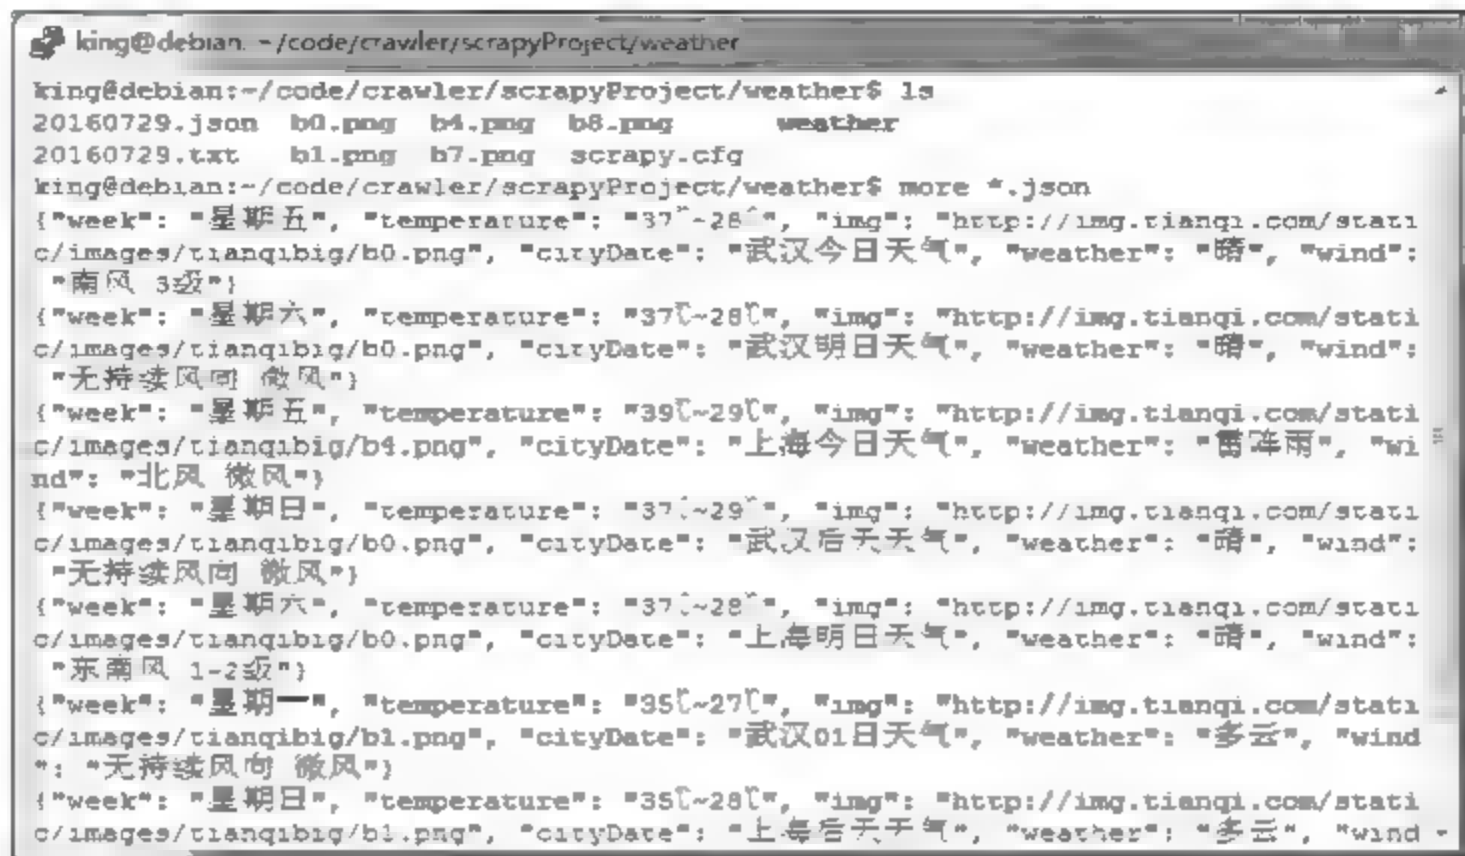 king@debian: ~/code/crawler/scrapyProject/weather
king@debian:~/code/crawler/scrapyProject/weather$ ls
20160729.json  b0.png  b4.png  b8.png      weather
20160729.txt   b1.png  b7.png  scrapy.cfg
king@debian:~/code/crawler/scrapyProject/weather$ more *.json
{"week": "星期五", "temperature": "37℃~28℃", "img": "http://img.tianqi.com/stati
c/images/tianqibig/b0.png", "cityDate": "武汉今日天气", "weather": "晴", "wind":
"南风 3级"}
{"week": "星期六", "temperature": "37℃~28℃", "img": "http://img.tianqi.com/stati
c/images/tianqibig/b0.png", "cityDate": "武汉明日天气", "weather": "晴", "wind":
"无持续风向 微风"}
{"week": "星期五", "temperature": "39℃~29℃", "img": "http://img.tianqi.com/stati
c/images/tianqibig/b4.png", "cityDate": "上海今日天气", "weather": "雷阵雨", "wi
nd": "北风 微风"}
{"week": "星期日", "temperature": "37℃~29℃", "img": "http://img.tianqi.com/stati
c/images/tianqibig/b0.png", "cityDate": "武汉后天天气", "weather": "晴", "wind":
"无持续风向 微风"}
{"week": "星期六", "temperature": "37℃~28℃", "img": "http://img.tianqi.com/stati
c/images/tianqibig/b0.png", "cityDate": "上海明日天气", "weather": "晴", "wind":
"东南风 1-2级"}
{"week": "星期一", "temperature": "35℃~27℃", "img": "http://img.tianqi.com/stati
c/images/tianqibig/b1.png", "cityDate": "武汉01日天气", "weather": "多云", "wind
": "无持续风向 微风"}
{"week": "星期日", "temperature": "35℃~28℃", "img": "http://img.tianqi.com/stati
c/images/tianqibig/b1.png", "cityDate": "上海后天天气", "weather": "多云", "wind